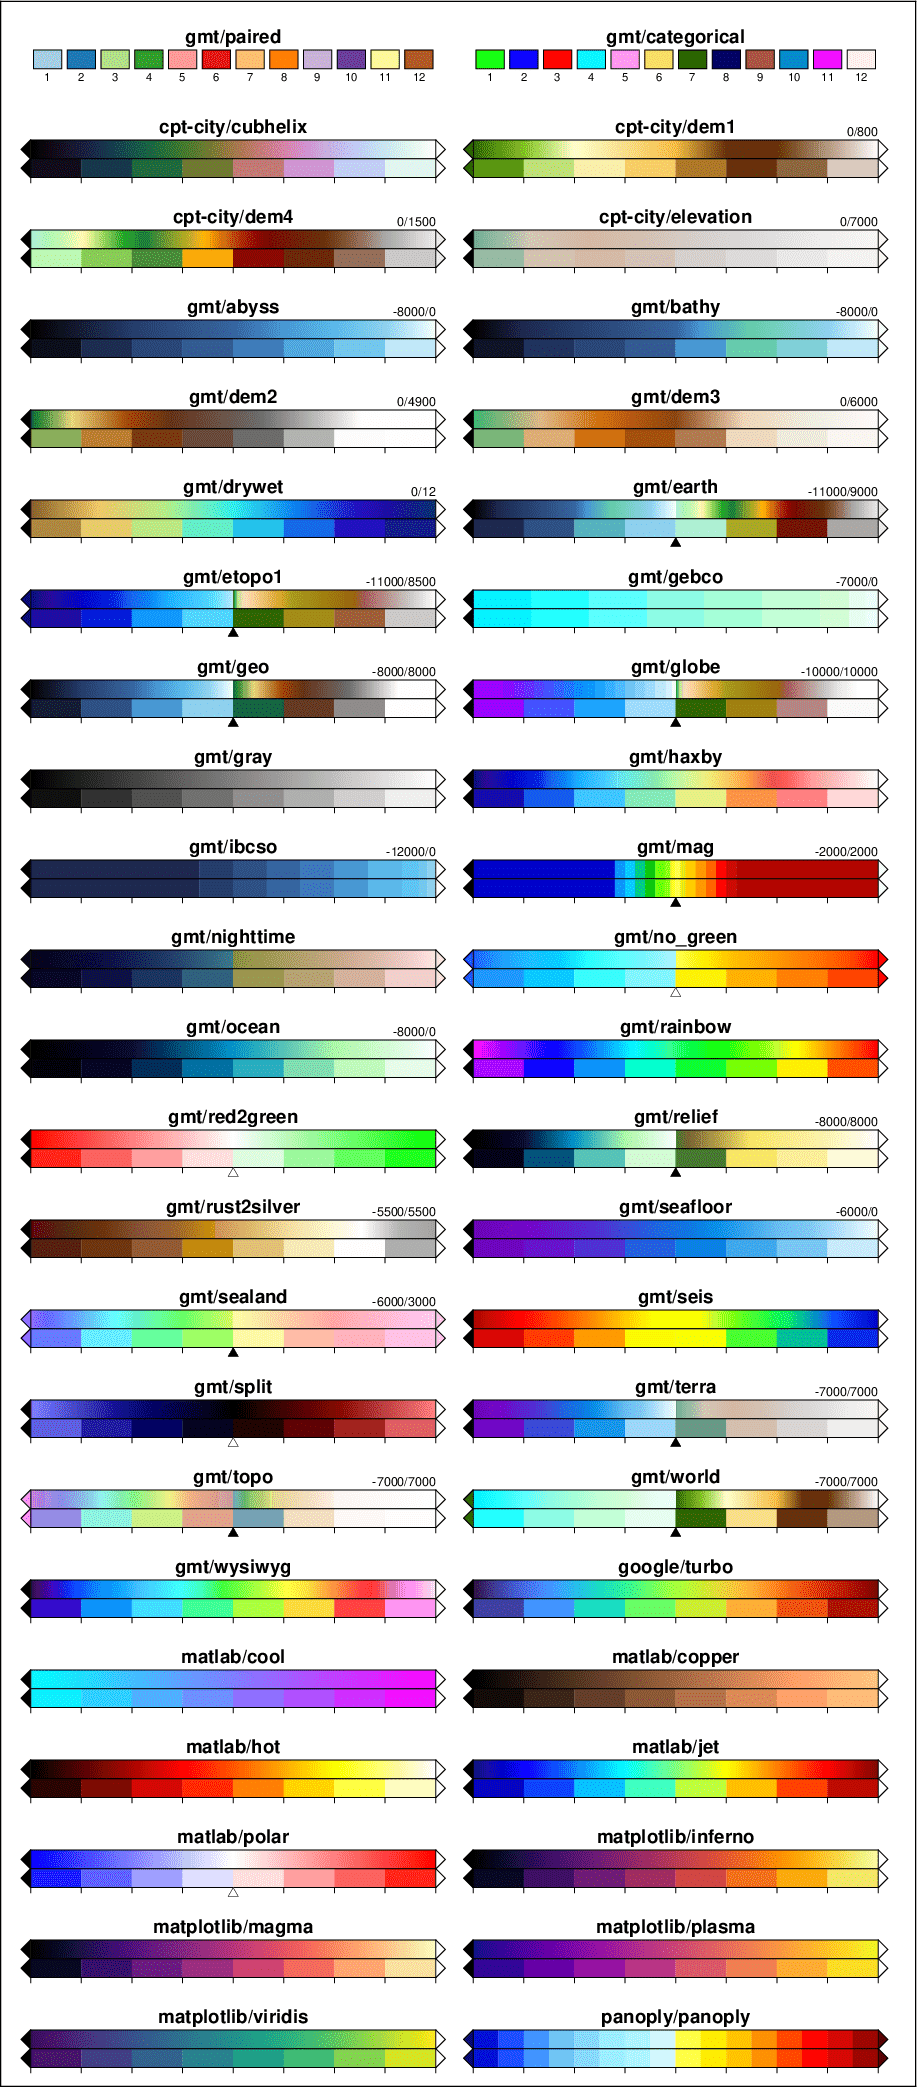 gmt/paired gmt/categorical
1 2 3 4 5 6 7 8 9 10 11 12 1 2 3 4 5 6 7 8 9 10 11 12
cpt-city/cubhelix cpt-city/dem1 0/800
cpt-city/dem4 0/1500 cpt-city/elevation 0/7000
gmt/abyss -8000/0 gmt/bathy -8000/0
gmt/dem2 0/4900 gmt/dem3 0/6000
gmt/drywet 0/12 gmt/earth -11000/9000
gmt/etopo1 -11000/8500 gmt/gebco -7000/0
gmt/geo -8000/8000 gmt/globe -10000/10000
gmt/gray gmt/haxby
gmt/ibcso -12000/0 gmt/mag -2000/2000
gmt/nighttime gmt/no_green
gmt/ocean -8000/0 gmt/rainbow
gmt/red2green gmt/relief -8000/8000
gmt/rust2silver -5500/5500 gmt/seafloor -6000/0
gmt/sealand -6000/3000 gmt/seis
gmt/split gmt/terra -7000/7000
gmt/topo -7000/7000 gmt/world -7000/7000
gmt/wysiwyg google/turbo
matlab/cool matlab/copper
matlab/hot matlab/jet
matlab/polar matplotlib/inferno
matplotlib/magma matplotlib/plasma
matplotlib/viridis panoply/panoply